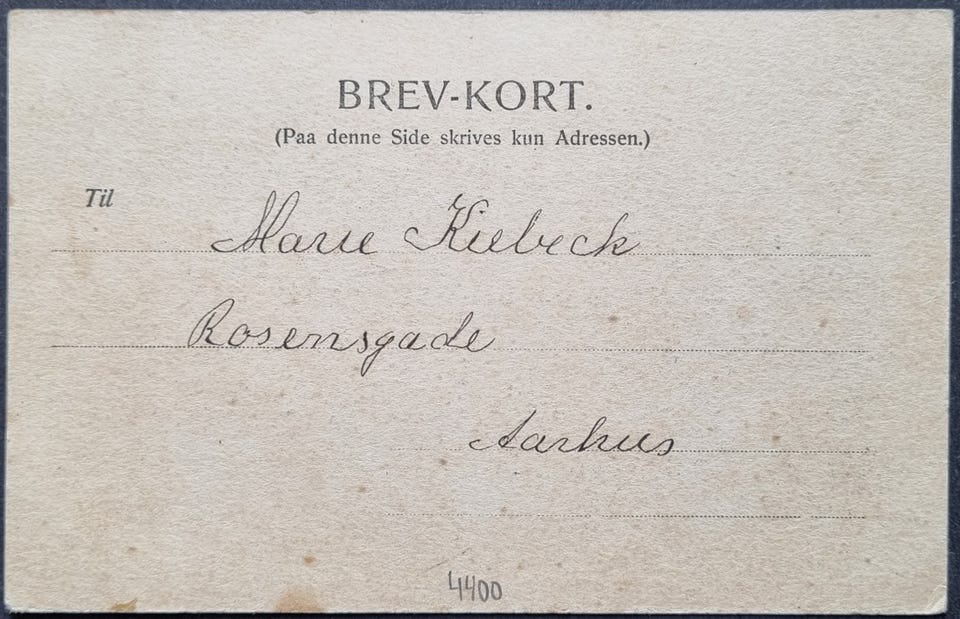 BREV-KORT.
(Paa denne Side skrives kun Adressen.)
Til
Marie Kiebeck
Rosensgade
Aarhus
4400